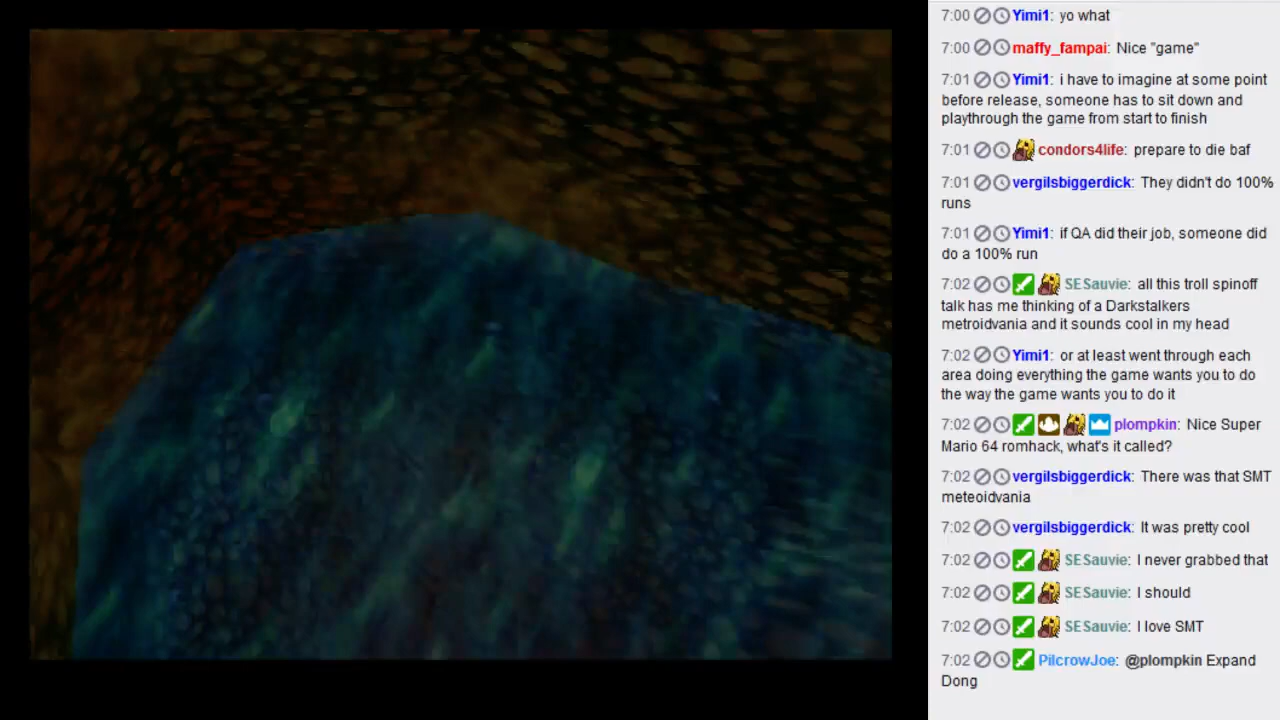 7:00 Yimi1: yo what
7:00 maffy_fampai: Nice "game"
7:01 Yimi1: i have to imagine at some point
before release, someone has to sit down and
playthrough the game from start to finish
7:01 condors4life: prepare to die baf
7:01 vergilsbiggerdick: They didn't do 100%
runs
7:01 Yimi1: if QA did their job, someone did
do a 100% run
7:02 SESauvie: all this troll spinoff
talk has me thinking of a Darkstalkers
metroidvania and it sounds cool in my head
7:02 Yimi1: or at least went through each
area doing everything the game wants you to do
the way the game wants you to do it
7:02 plompkin: Nice Super
Mario 64 romhack, what's it called?
7:02 vergilsbiggerdick: There was that SMT
meteoidvania
7:02 vergilsbiggerdick: It was pretty cool
7:02 SESauvie: I never grabbed that
7:02 SESauvie: I should
7:02 SESauvie: I love SMT
7:02 PilcrowJoe: @plompkin Expand
Dong